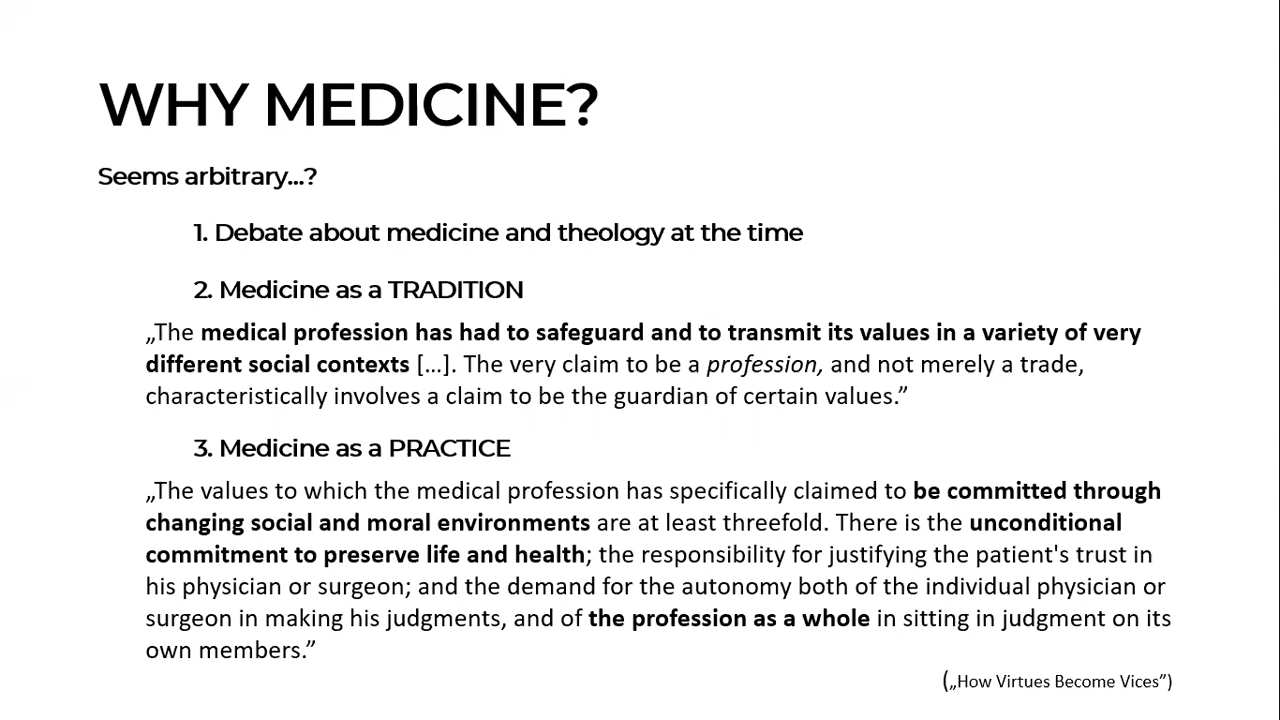 WHY MEDICINE?
Seems arbitrary...?
1. Debate about medicine and theology at the time
2. Medicine as a TRADITION
„The medical profession has had to safeguard and to transmit its values in a variety of very
different social contexts [...]. The very claim to be a profession, and not merely a trade,
characteristically involves a claim to be the guardian of certain values.”
3. Medicine as a PRACTICE
„The values to which the medical profession has specifically claimed to be committed through
changing social and moral environments are at least threefold. There is the unconditional
commitment to preserve life and health; the responsibility for justifying the patient's trust in
his physician or surgeon; and the demand for the autonomy both of the individual physician or
surgeon in making his judgments, and of the profession as a whole in sitting in judgment on its
own members.”
(„How Virtues Become Vices”)